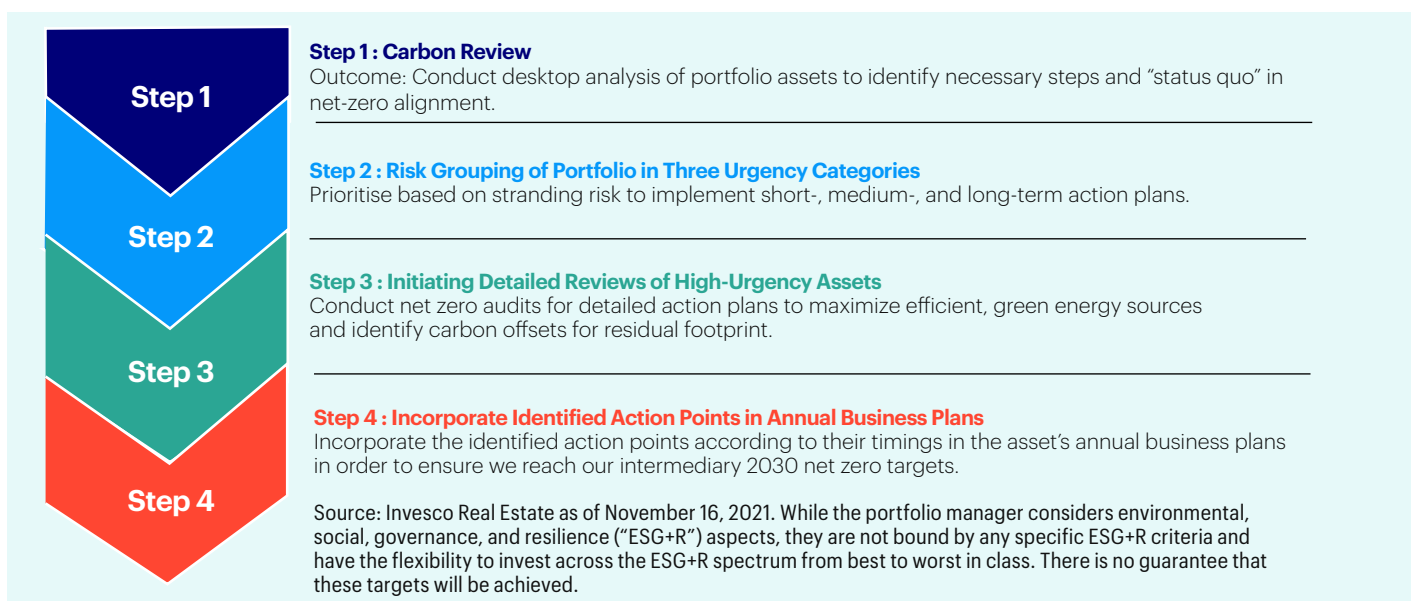 Step 1
Step 1 : Carbon Review
Outcome: Conduct desktop analysis of portfolio assets to identify necessary steps and “status quo” in
net-zero alignment.
Step 2
Step 2 : Risk Grouping of Portfolio in Three Urgency Categories
Prioritise based on stranding risk to implement short-, medium-, and long-term action plans.
Step 3
Step 3 : Initiating Detailed Reviews of High-Urgency Assets
Conduct net zero audits for detailed action plans to maximize efficient, green energy sources
and identify carbon offsets for residual footprint.
Step 4
Step 4 : Incorporate Identified Action Points in Annual Business Plans
Incorporate the identified action points according to their timings in the asset’s annual business plans
in order to ensure we reach our intermediary 2030 net zero targets.
Source: Invesco Real Estate as of November 16, 2021. While the portfolio manager considers environmental,
social, governance, and resilience (“ESG+R”) aspects, they are not bound by any specific ESG+R criteria and
have the flexibility to invest across the ESG+R spectrum from best to worst in class. There is no guarantee that
these targets will be achieved.